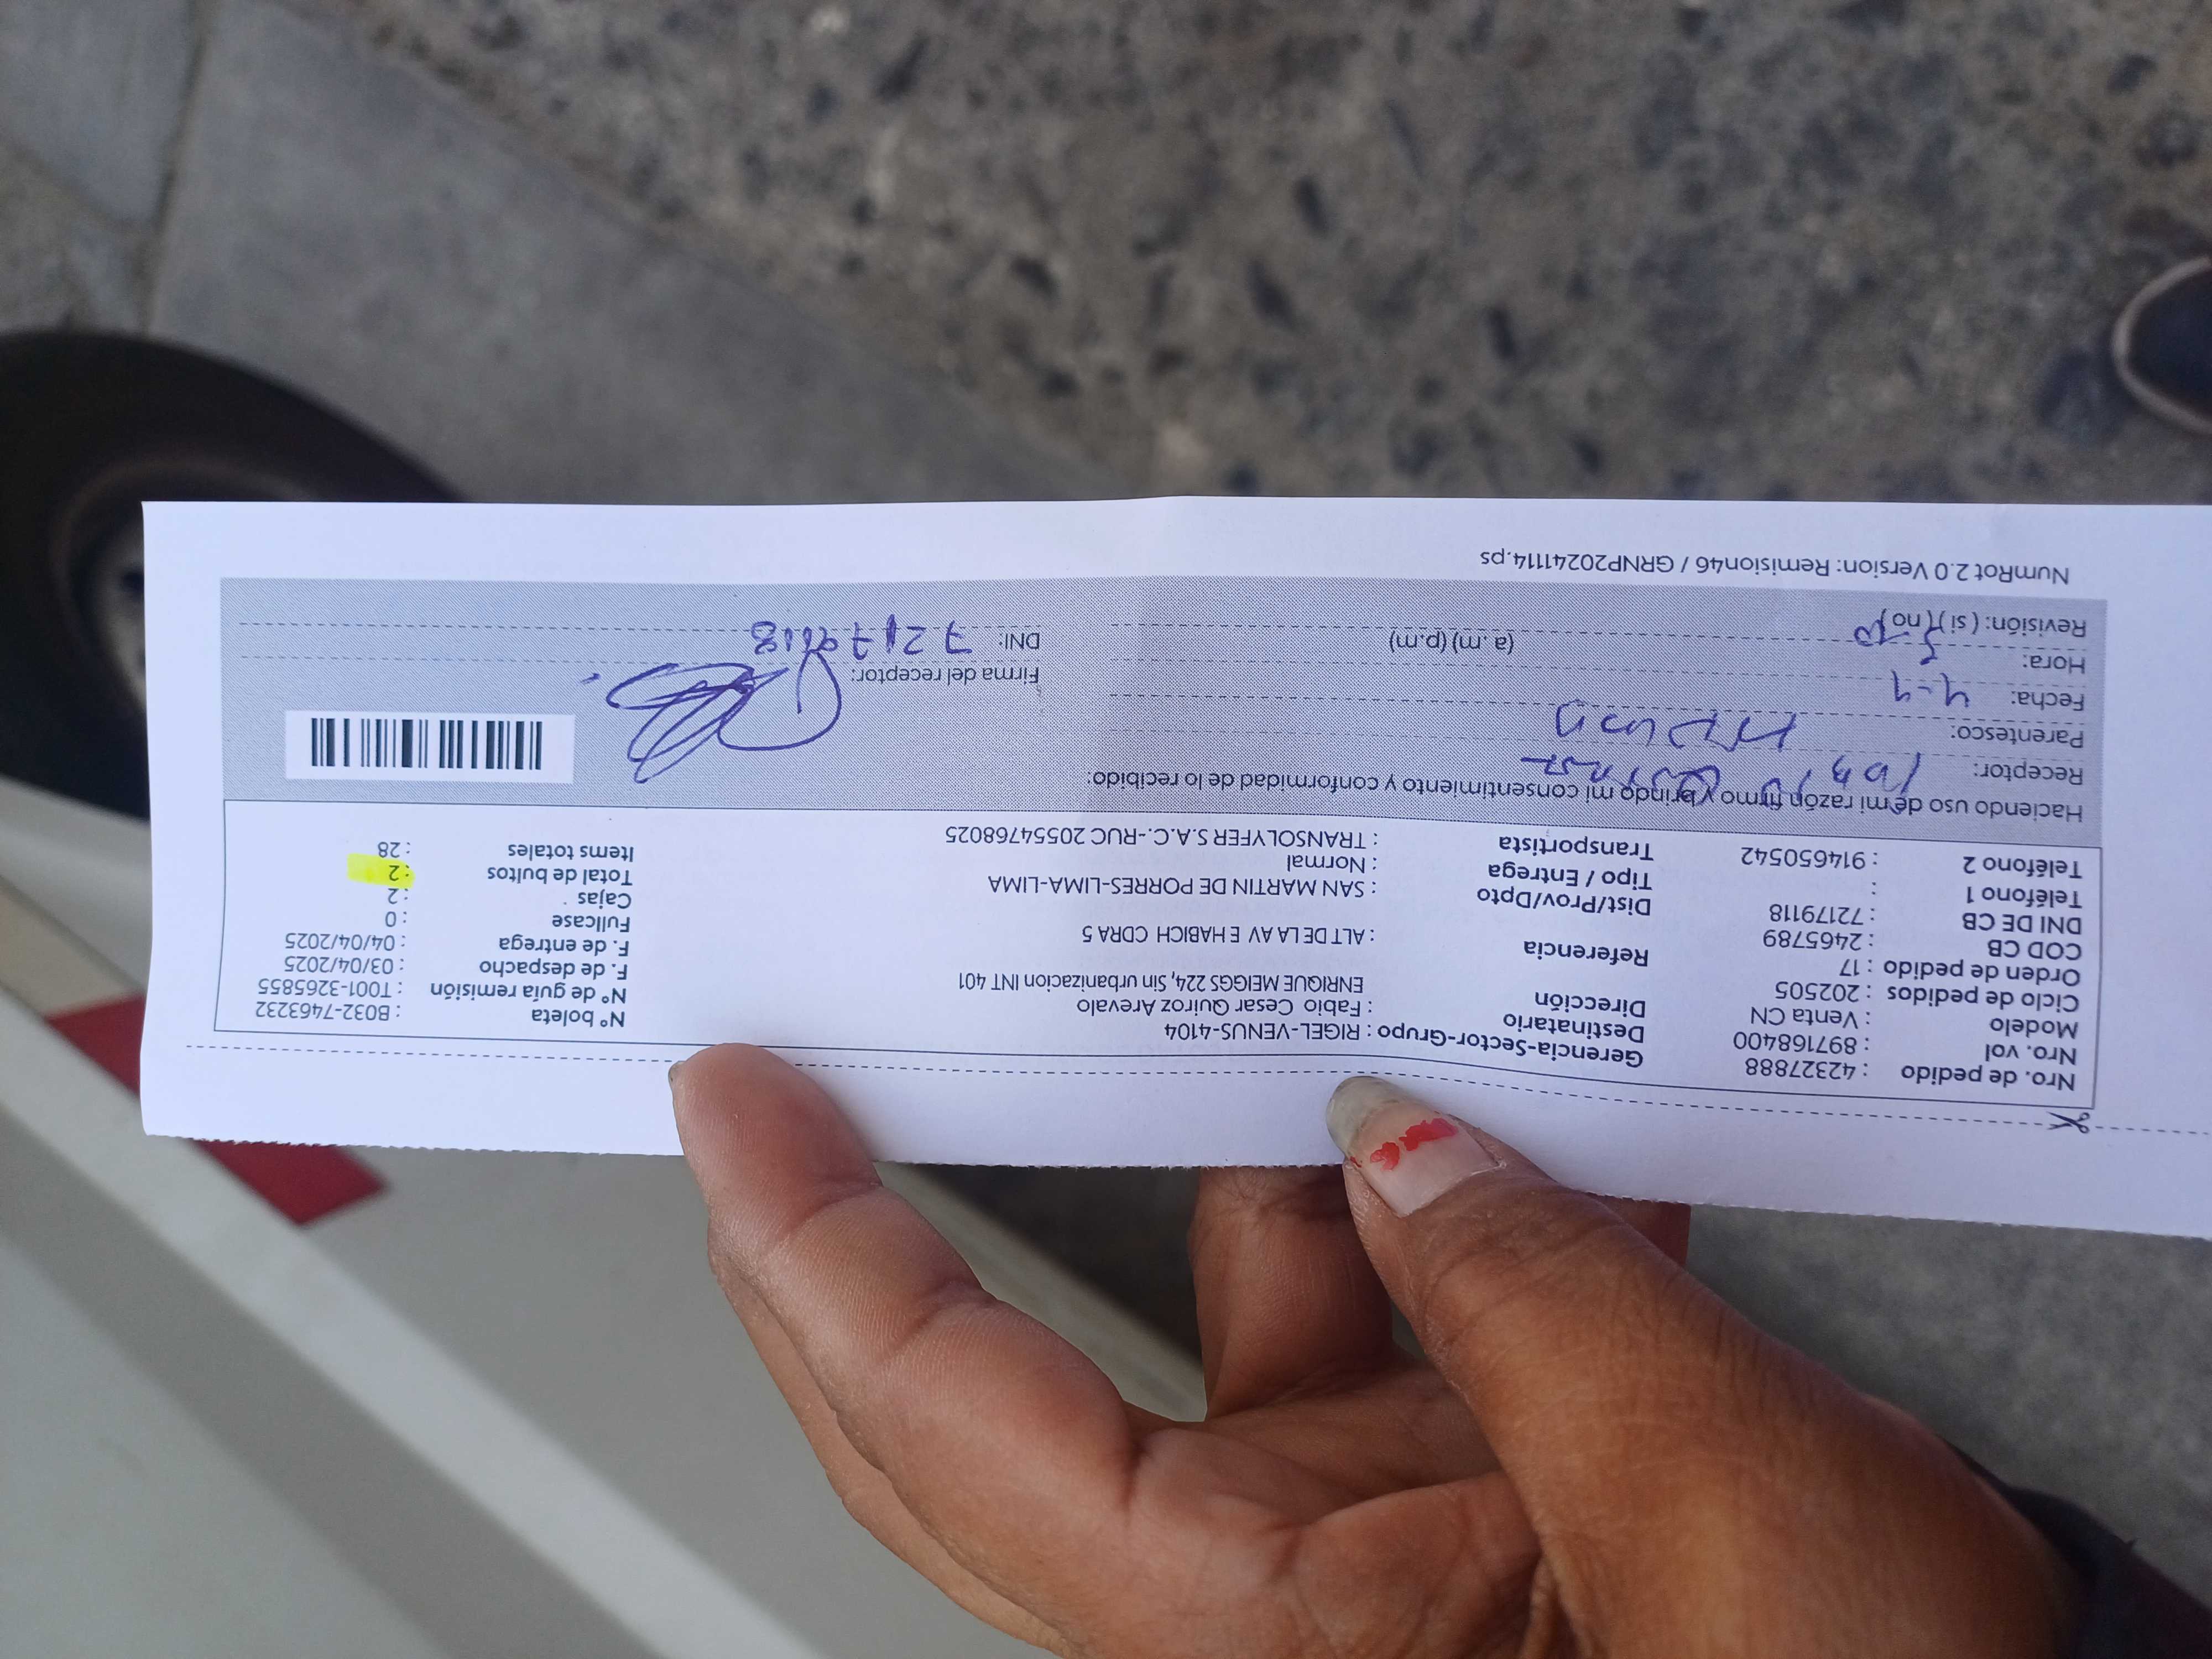 Nro. de pedido : 42327888
Nro. vol : 897168400
Modelo : Venta CN
Ciclo de pedidos : 202505
Orden de pedido : 17
COD CB : 2465789
DNI DE CB : 72179118
Teléfono 1 :
Teléfono 2 : 914650542
Gerencia-Sector-Grupo : RIGEL-VENUS-4104
Destinatario : Fabio Cesar Quiroz Arevalo
Dirección ENRIQUE MEIGGS 224, Sin urbanizacion INT 401
Referencia : ALT DE LA AV E HABICH CDRA 5
Dist/Prov/Dpto : SAN MARTIN DE PORRES-LIMA-LIMA
Tipo / Entrega : Normal
Transportista : TRANSOLYFER S.A.C.-RUC 20554768025
Nº boleta : B032-7463232
Nº de guía remisión : T001-3265855
F. de despacho : 03/04/2025
F. de entrega : 04/04/2025
Fullcase : 0
Cajas : 2
Total de bultos : 2
Items totales : 28
Haciendo uso de mi razón firmo y brindo mi consentimiento y conformidad de lo recibido:
Receptor:
Parentesco:
Fecha: 4-4
Hora: (a.m) (p.m)
Revisión: (si) (no)
Firma del receptor:
DNI: 72179118
NumRot 2.0 Version: Remision46 / GRNP20241114.ps